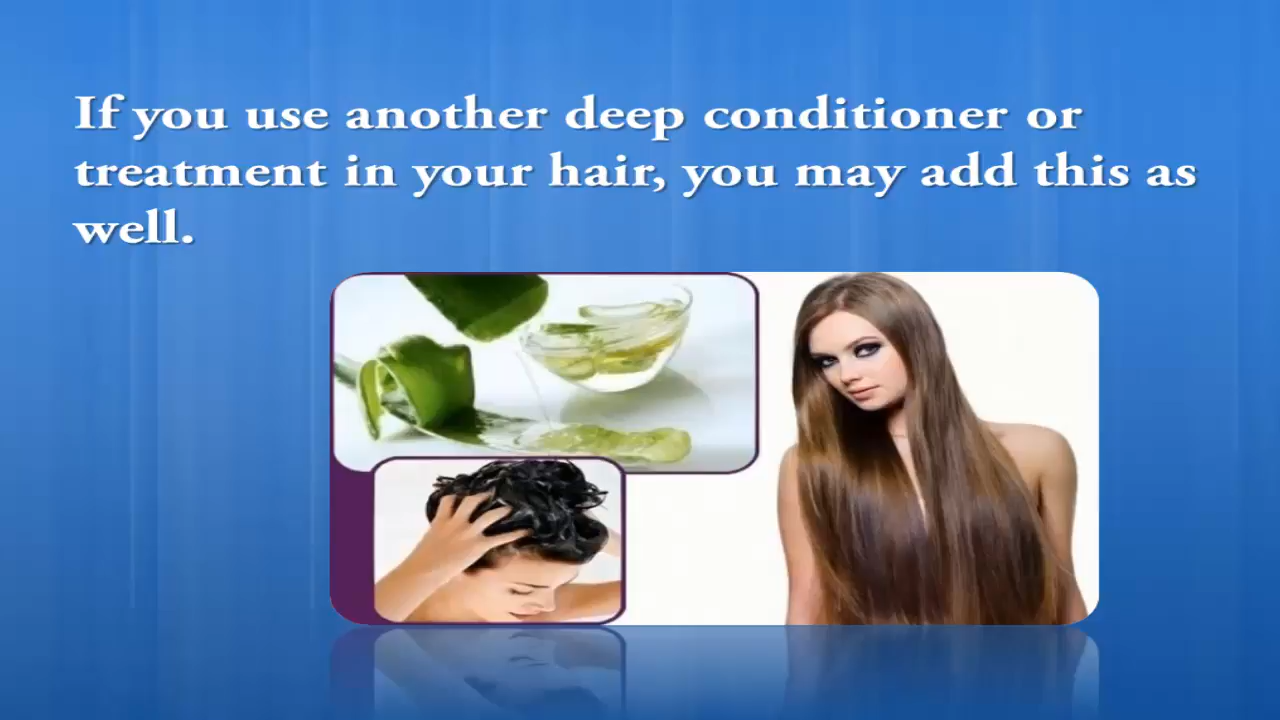 If you use another deep conditioner or
treatment in your hair, you may add this as
well.